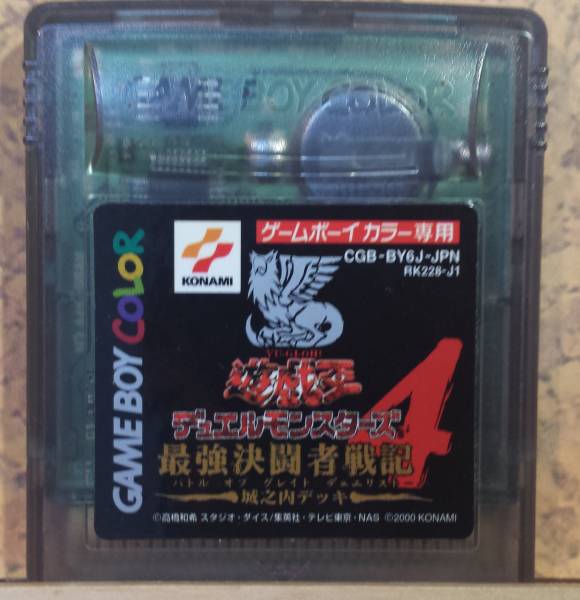 GAME BOY COLOR
GAME BOY COLOR
KONAMI
ゲームボーイカラー専用
CGB-BY6J-JPN
RK228-J1
YU-GI-OH!
遊戯王
デュエルモンスターズ4
最強決闘者戦記
バトル オブ グレイト デュエリスト
城之内デッキ
©高橋和希 スタジオ・ダイス/集英社・テレビ東京・NAS ©2000 KONAMI